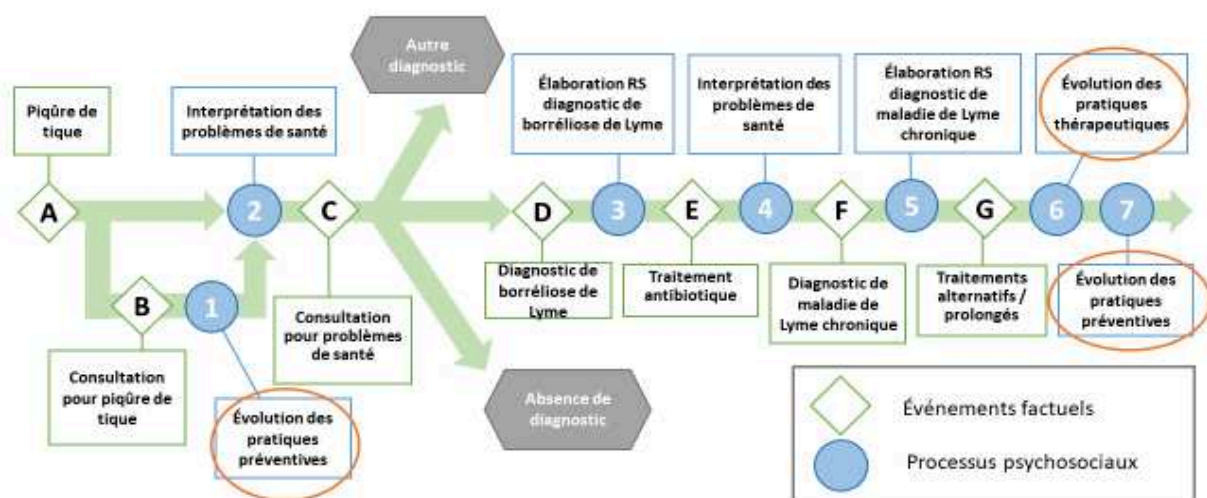 Autre
diagnostic
Piqûre de
tique
Interprétation des
problèmes de santé
Élaboration RS
diagnostic de
borréliose de Lyme
Interprétation des
problèmes de
santé
Élaboration RS
diagnostic de
maladie de Lyme
chronique
Évolution des
pratiques
thérapeutiques
A
2
C
D
3
E
4
F
5
G
6
7
B
1
Diagnostic de
borréliose de
Lyme
Traitement
antibiotique
Diagnostic de
maladie de
Lyme chronique
Traitements
alternatifs /
prolongés
Évolution des
pratiques
préventives
Consultation
pour problèmes
de santé
Consultation
pour piqûre de
tique
Évolution des
pratiques
préventives
Absence de
diagnostic
Événements factuels
Processus psychosociaux